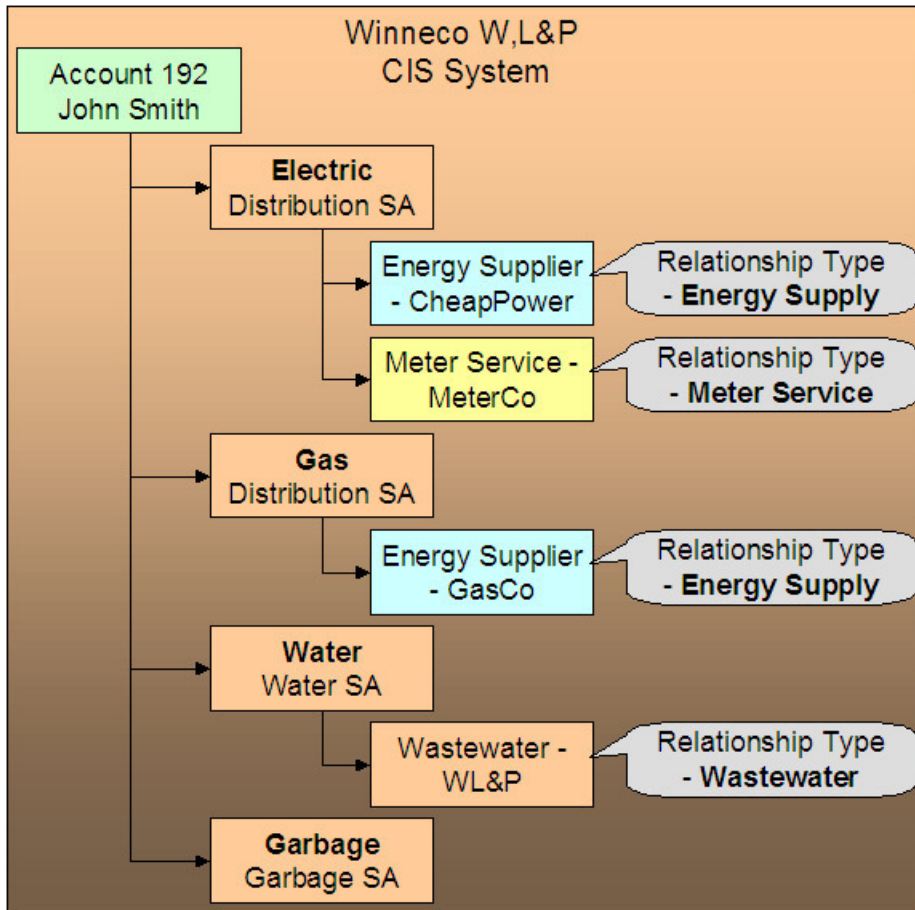 Winneco W,L&P
CIS System
Account 192
John Smith
Electric
Distribution SA
Energy Supplier
- CheapPower
Relationship Type
- Energy Supply
Meter Service -
MeterCo
Relationship Type
- Meter Service
Gas
Distribution SA
Energy Supplier
- GasCo
Relationship Type
- Energy Supply
Water
Water SA
Wastewater -
WL&P
Relationship Type
- Wastewater
Garbage
Garbage SA